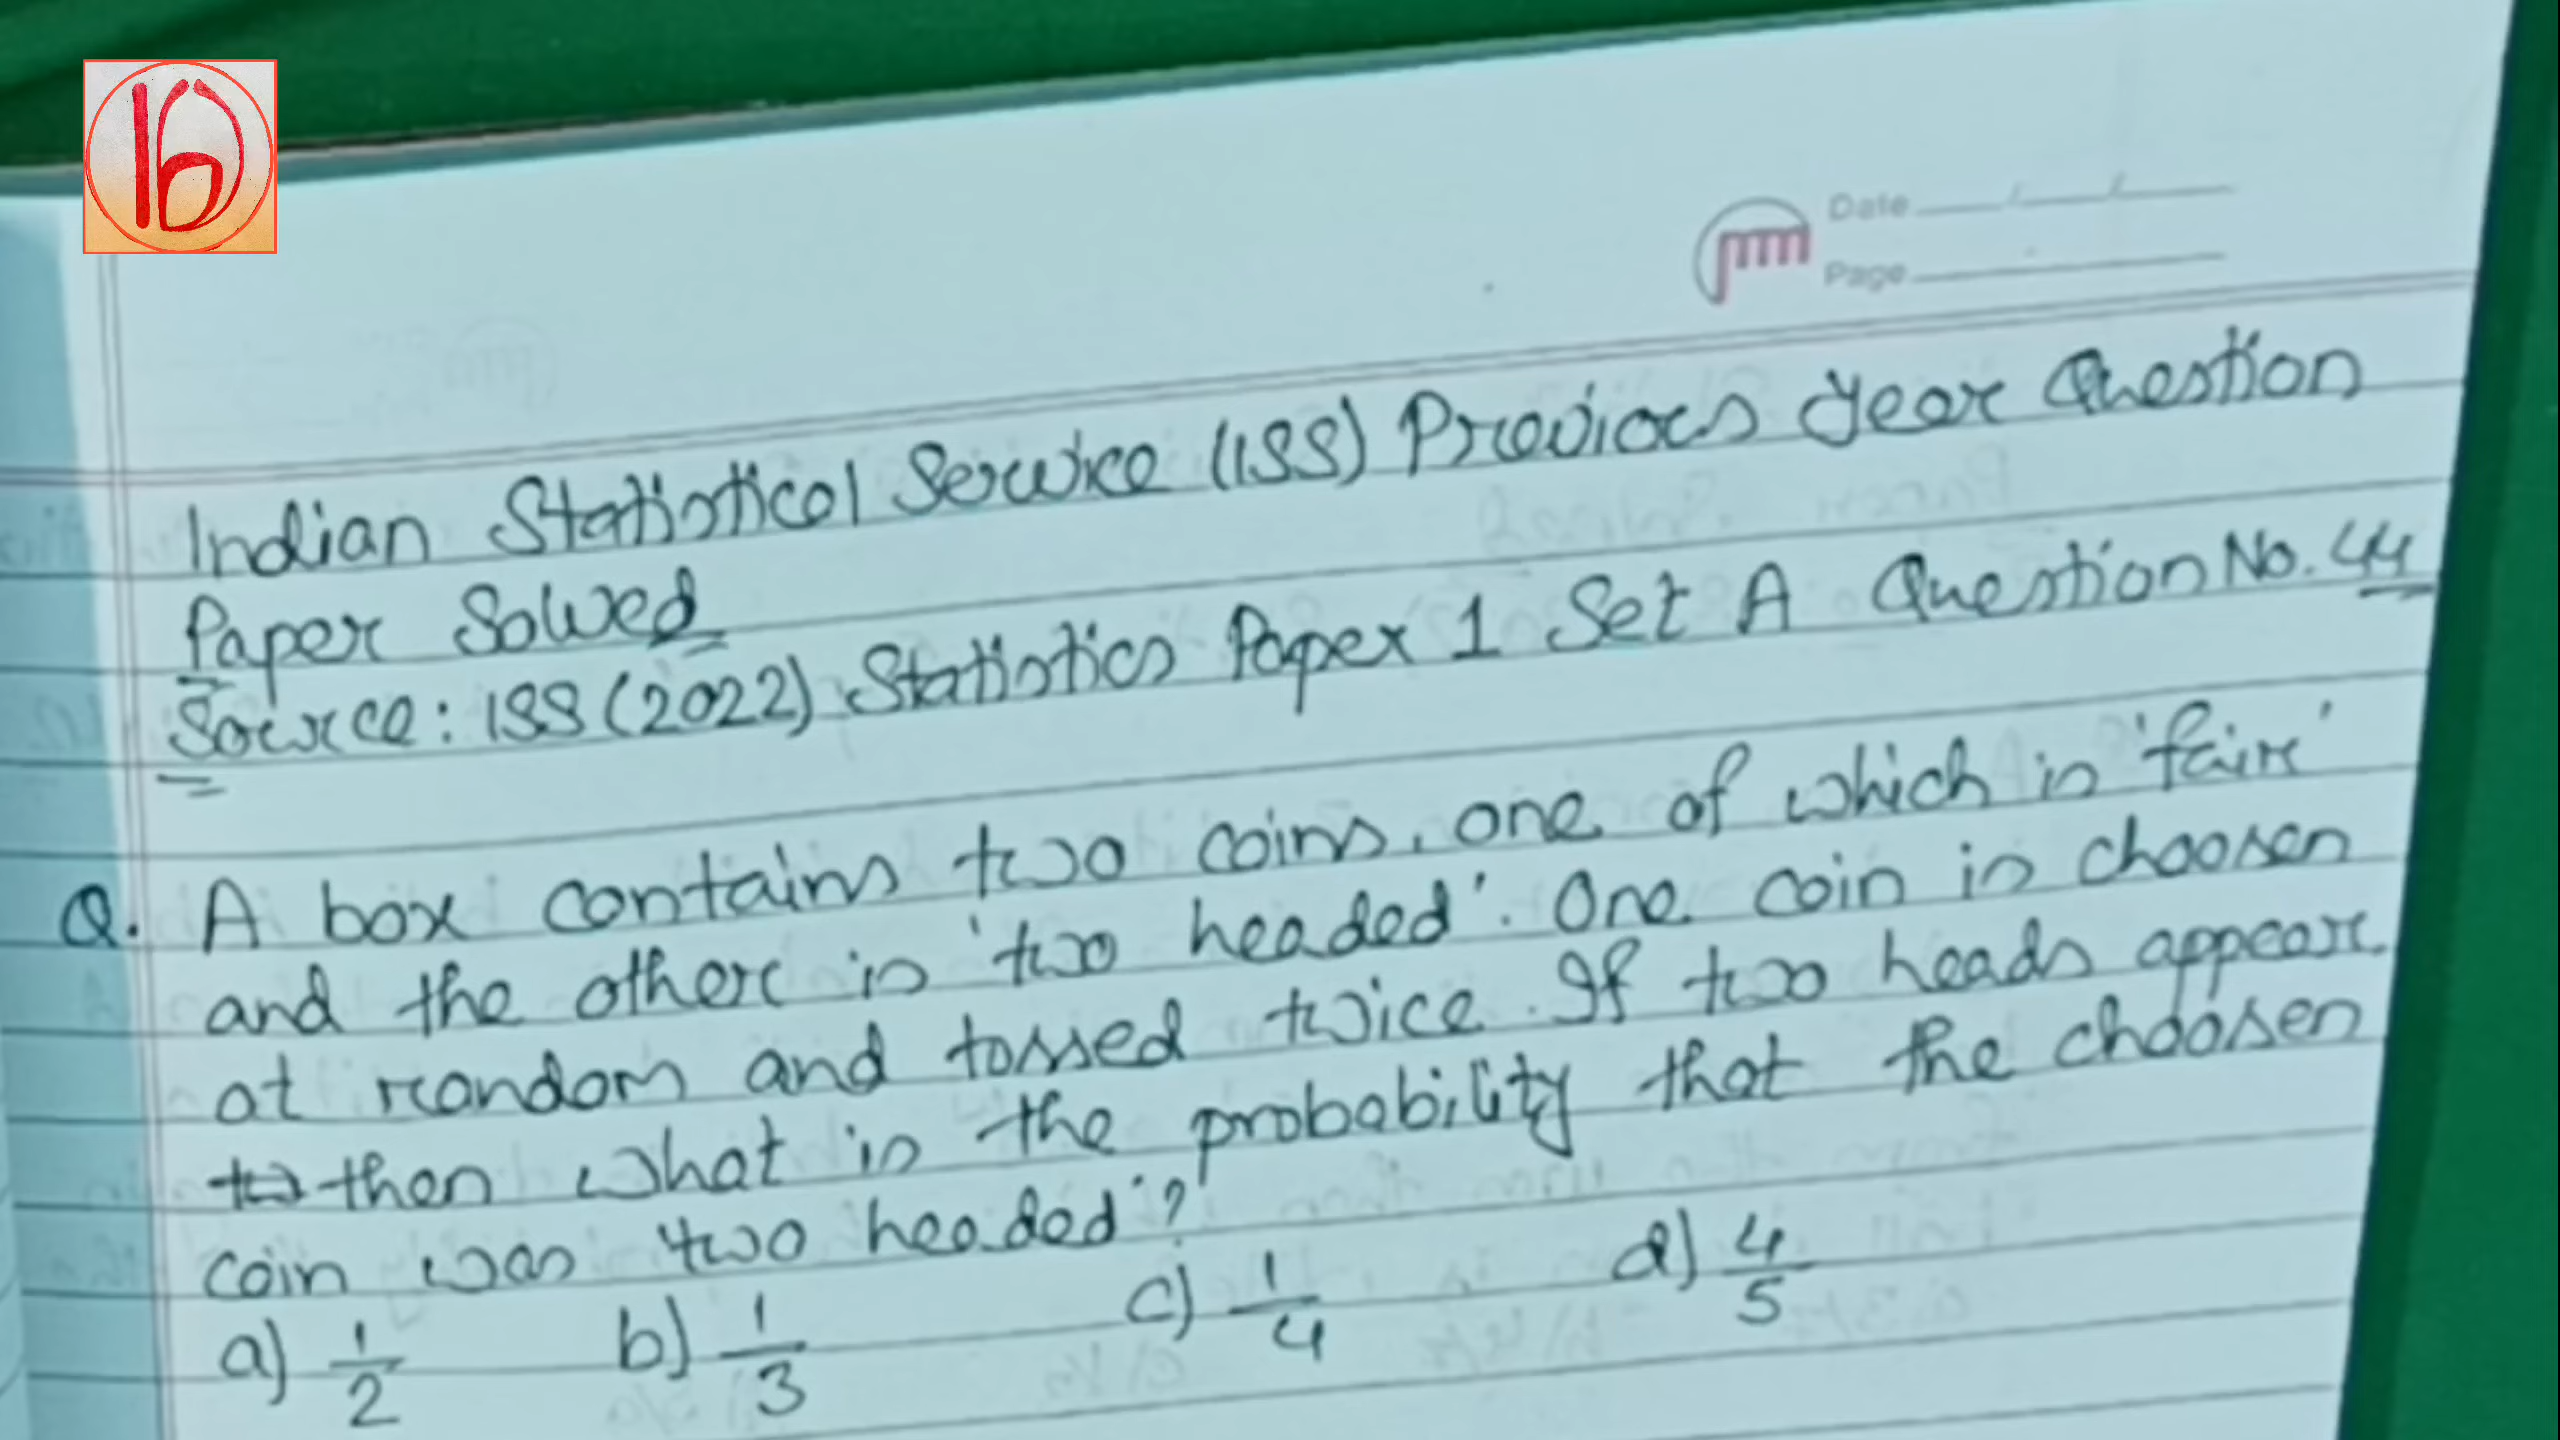 Date
Page
Indian Statistical Service (ISS) Previous Year Question
Paper Solved
Source: ISS (2022) Statistics Paper 1 Set A Question No. 44
Q. A box contains two coins, one of which is 'fair'
and the other is 'two headed'. One coin is choosen
at random and tossed twice. If two heads appear
then what is the probability that the choosen
coin was 'two headed'?
a) 1/2 b) 1/3 c) 1/4 d) 4/5